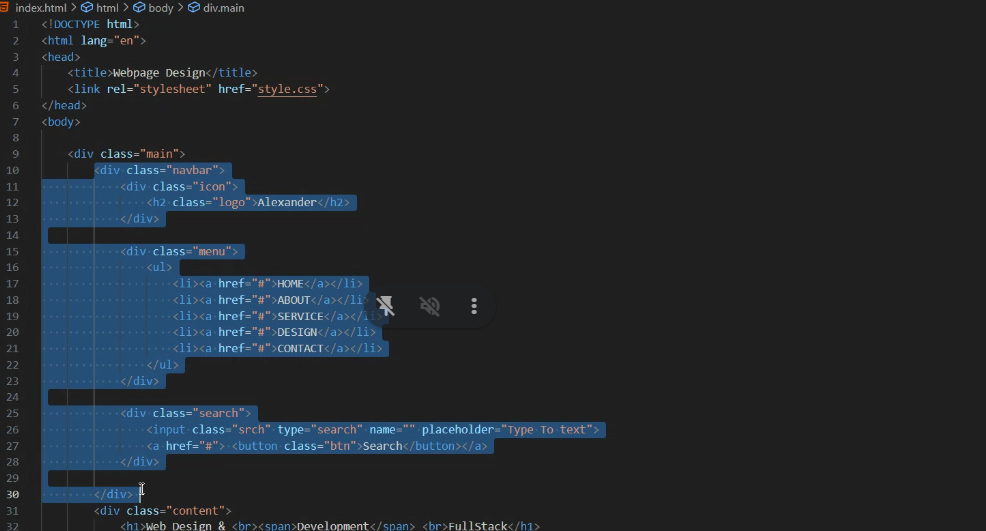 index.html > html > body > div.main
1 <!DOCTYPE html>
2 <html lang="en">
3 <head>
4 <title>Webpage Design</title>
5 <link rel="stylesheet" href="style.css">
6 </head>
7 <body>
8
9 <div class="main">
10 <div class="navbar">
11 <div class="icon">
12 <h2 class="logo">Alexander</h2>
13 </div>
14
15 <div class="menu">
16 <ul>
17 <li><a href="#">HOME</a></li>
18 <li><a href="#">ABOUT</a></li
19 <li><a href="#">SERVICE</a></li>
20 <li><a href="#">DESIGN</a></li>
21 <li><a href="#">CONTACT</a></li>
22 </ul>
23 </div>
24
25 <div class="search">
26 <input class="srch" type="search" name="" placeholder="Type To text">
27 <a href="#"> <button class="btn">Search</button></a>
28 </div>
29
30 </div>
31 <div class="content">
32 <h1>Web Design & <br><span>Development</span> <br>FullStack</h1>